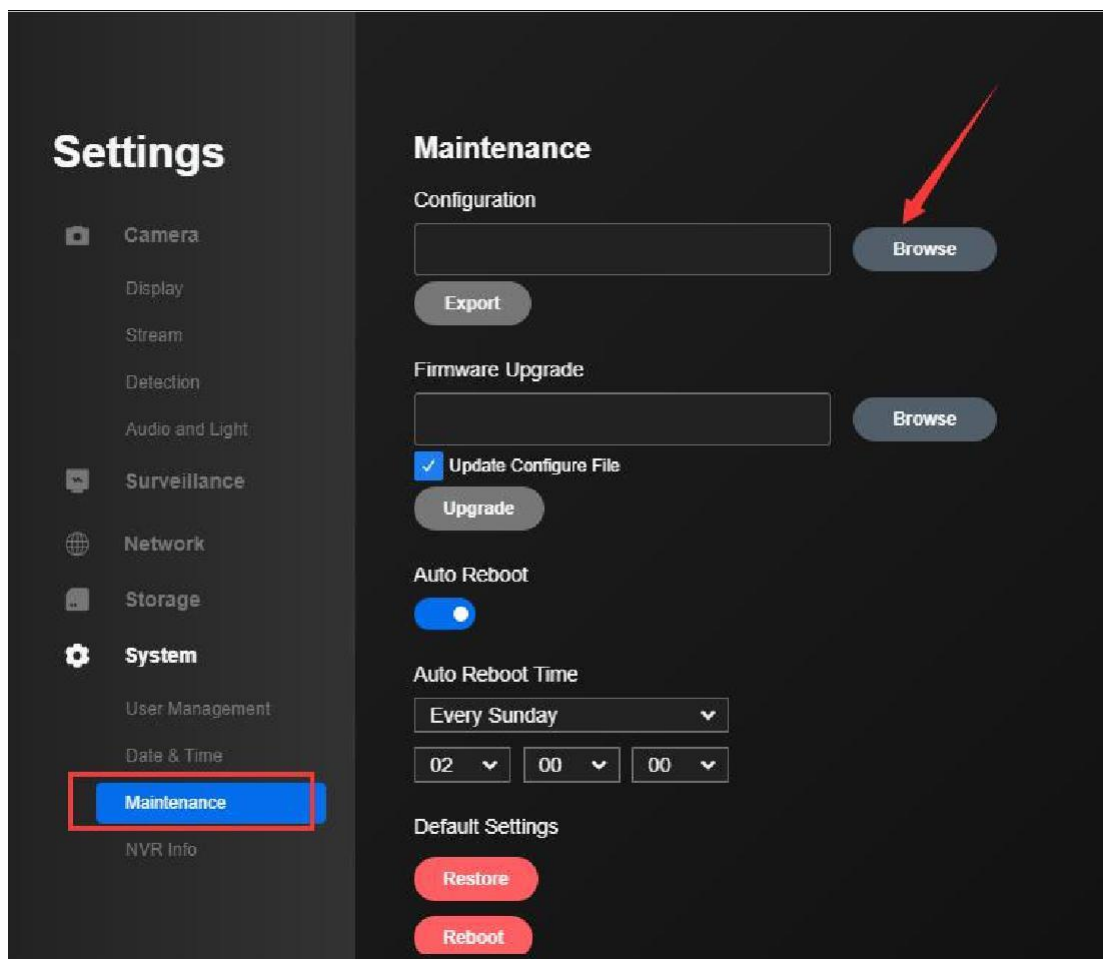 Settings
Camera
Display
Stream
Detection
Audio and Light
Surveillance
Network
Storage
System
User Management
Date & Time
Maintenance
NVR Info
Maintenance
Configuration
Browse
Export
Firmware Upgrade
Browse
Update Configure File
Upgrade
Auto Reboot
Auto Reboot Time
Every Sunday
02 00 00
Default Settings
Restore
Reboot